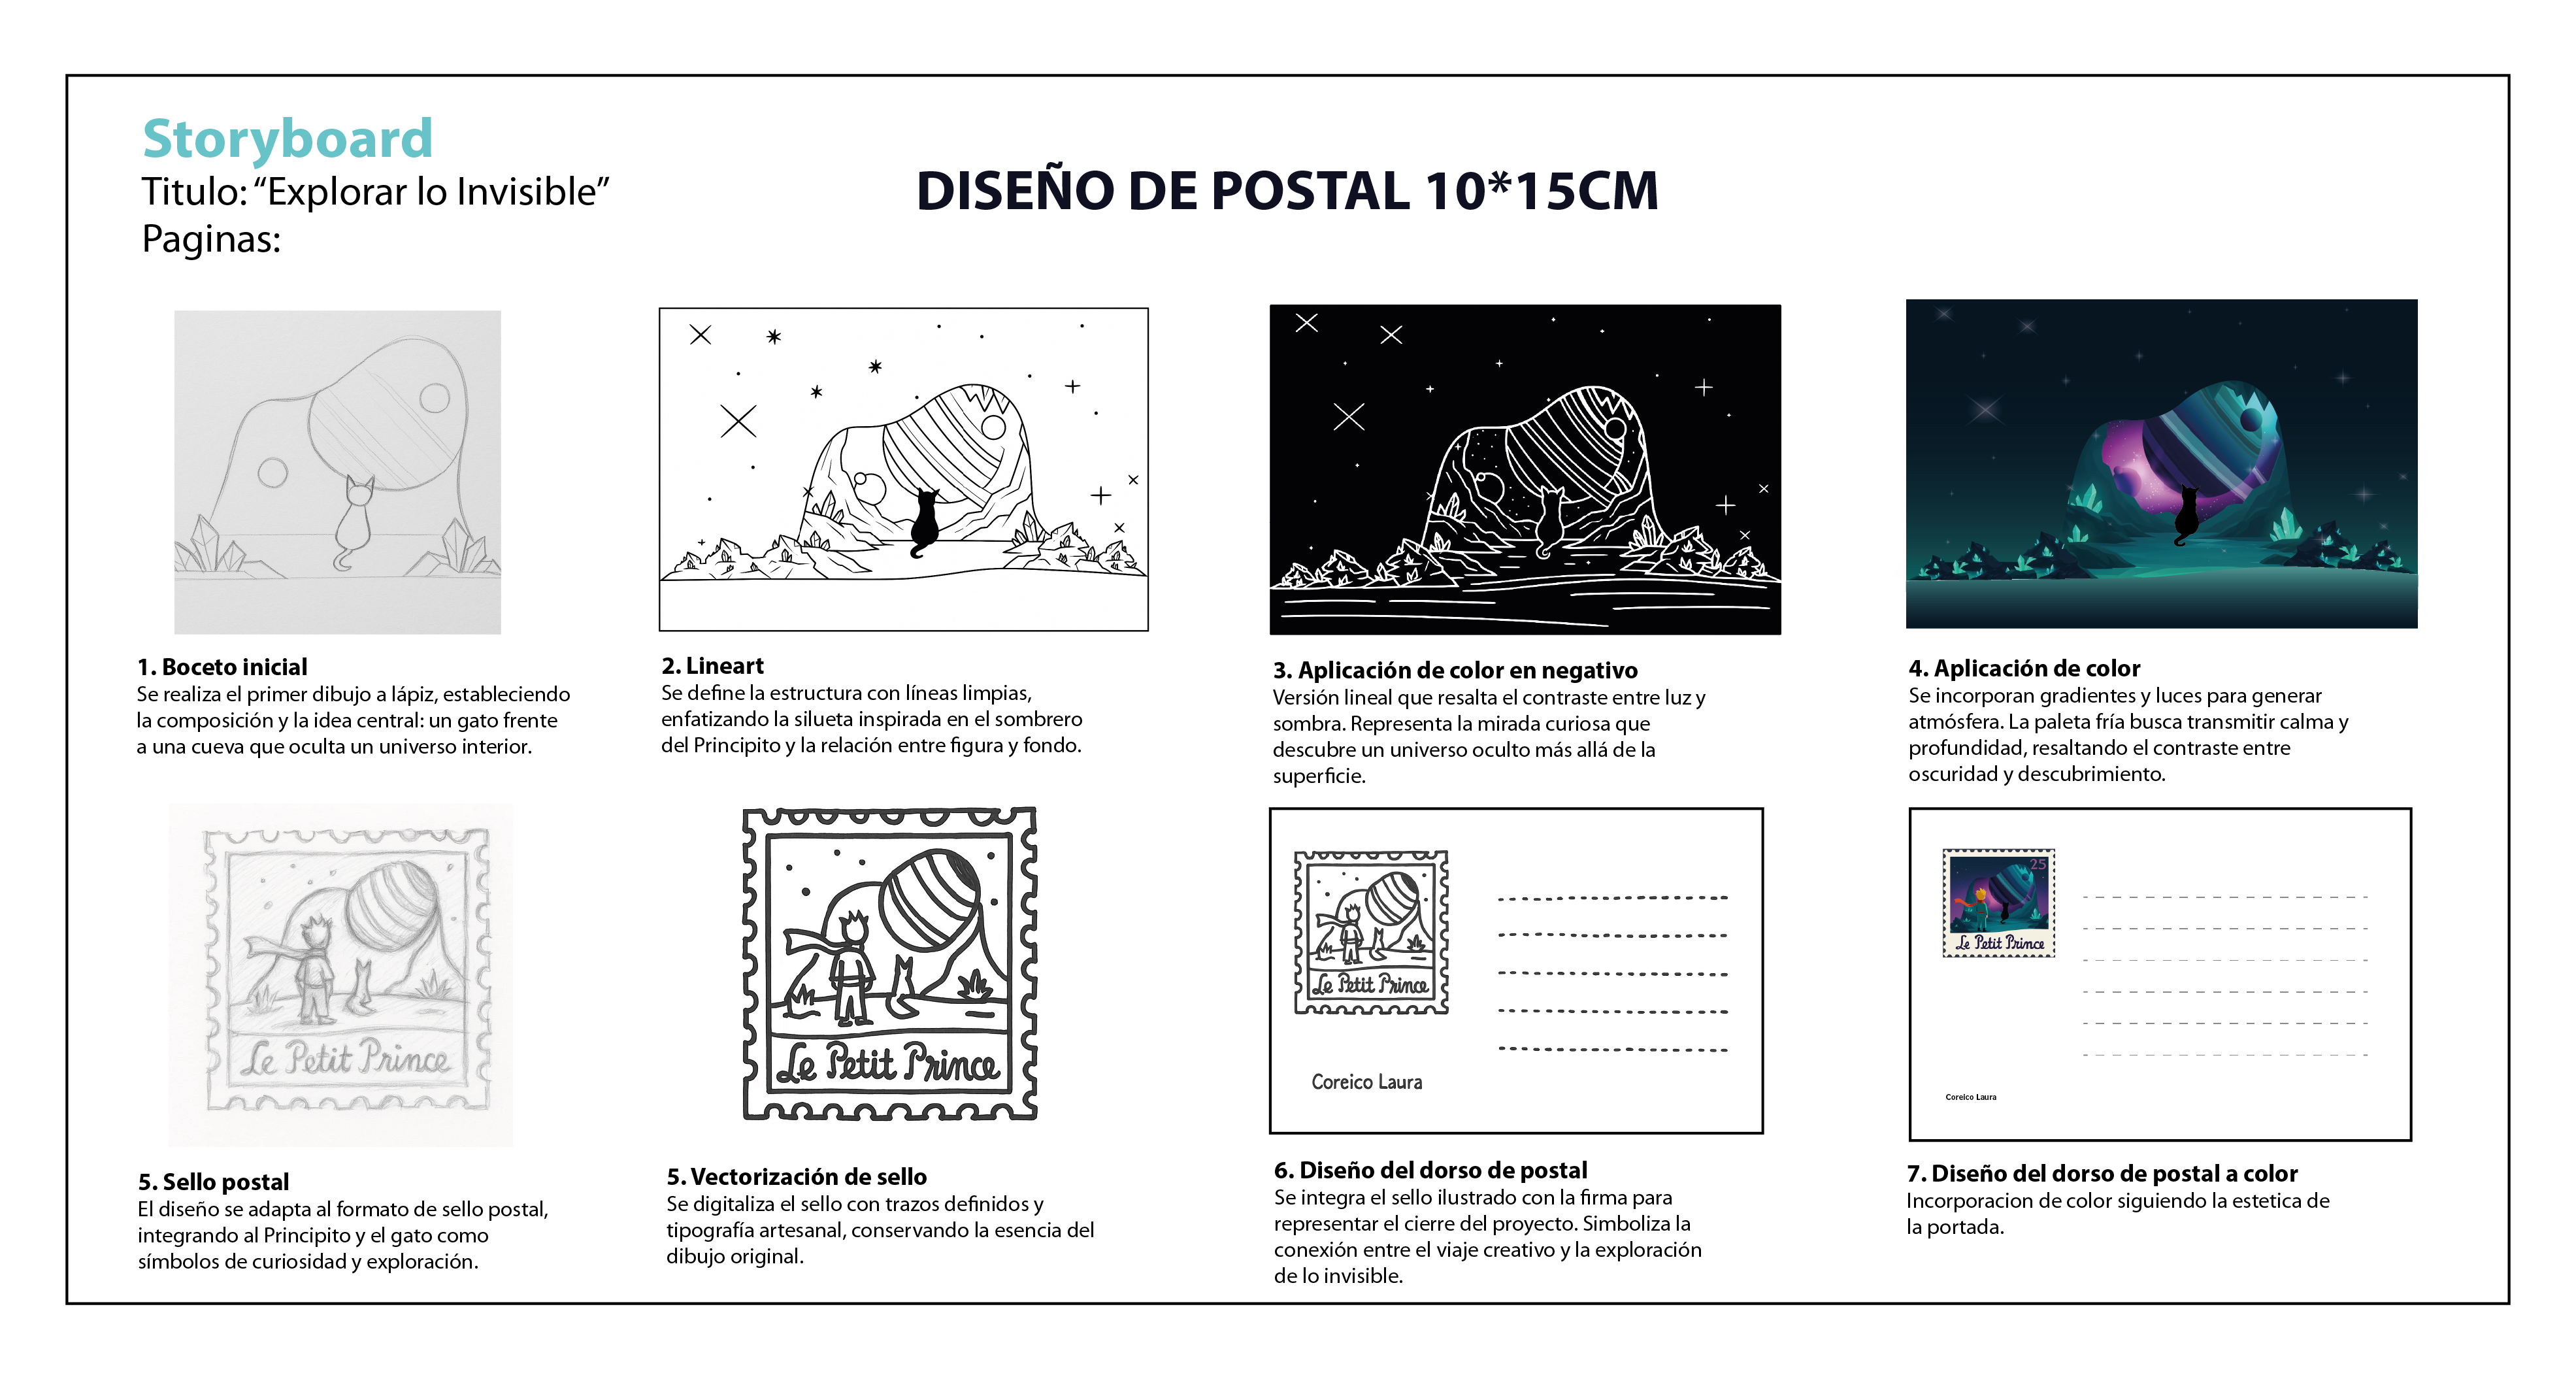 Storyboard
Titulo: “Explorar lo Invisible”
Paginas:
DISEÑO DE POSTAL 10*15CM
1. Boceto inicial
Se realiza el primer dibujo a lápiz, estableciendo
la composición y la idea central: un gato frente
a una cueva que oculta un universo interior.
2. Lineart
Se define la estructura con líneas limpias,
enfatizando la silueta inspirada en el sombrero
del Principito y la relación entre figura y fondo.
3. Aplicación de color en negativo
Versión lineal que resalta el contraste entre luz y
sombra. Representa la mirada curiosa que
descubre un universo oculto más allá de la
superficie.
4. Aplicación de color
Se incorporan gradientes y luces para generar
atmósfera. La paleta fría busca transmitir calma y
profundidad, resaltando el contraste entre
oscuridad y descubrimiento.
Le Petit Prince
5. Sello postal
El diseño se adapta al formato de sello postal,
integrando al Principito y el gato como
símbolos de curiosidad y exploración.
Le Petit Prince
5. Vectorización de sello
Se digitaliza el sello con trazos definidos y
tipografía artesanal, conservando la esencia del
dibujo original.
Le Petit Prince
Coreico Laura
6. Diseño del dorso de postal
Se integra el sello ilustrado con la firma para
representar el cierre del proyecto. Simboliza la
conexión entre el viaje creativo y la exploración
de lo invisible.
25
Le Petit Prince
Coreico Laura
7. Diseño del dorso de postal a color
Incorporacion de color siguiendo la estetica de
la portada.